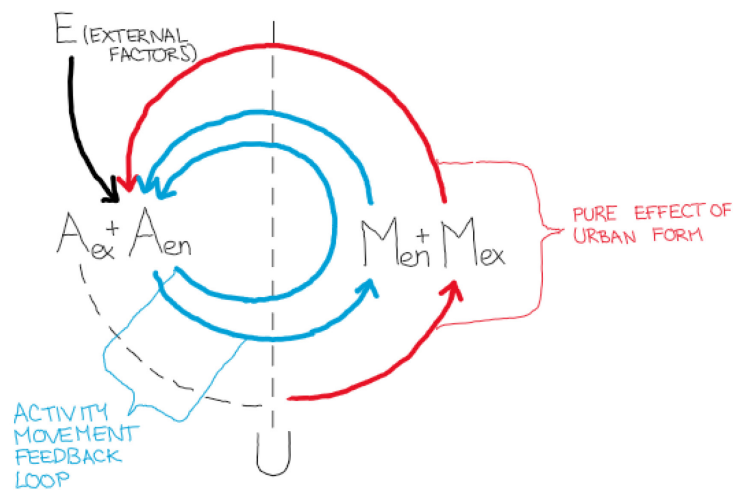 E (EXTERNAL
FACTORS)
Aex + Aen
Men + Mex
PURE EFFECT OF
URBAN FORM
ACTIVITY
MOVEMENT
FEEDBACK
LOOP
U